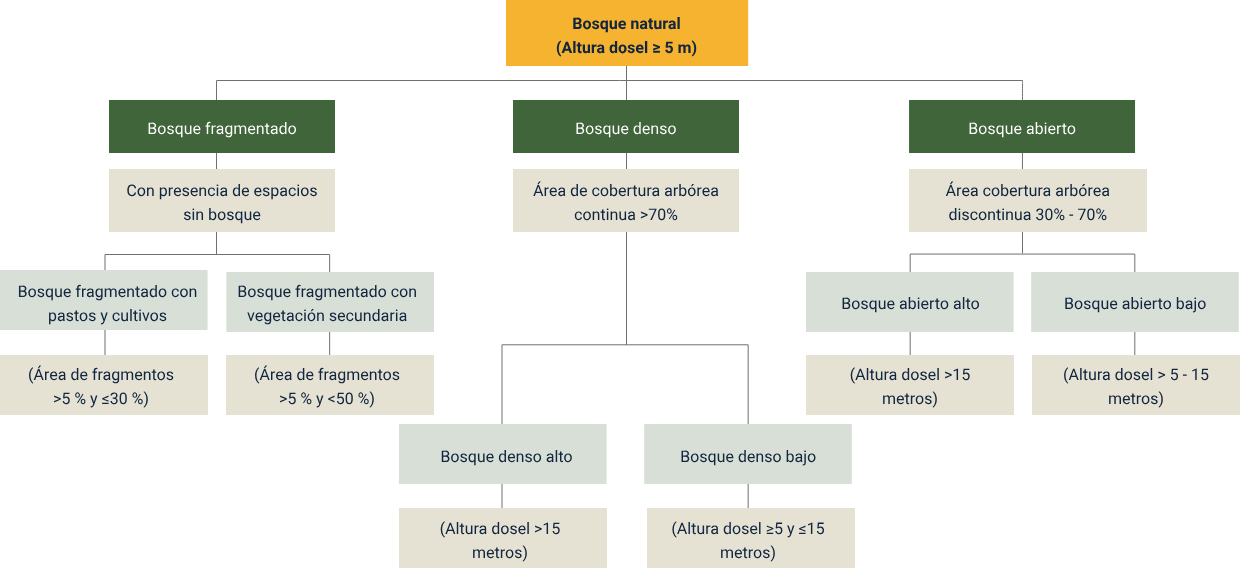 Bosque natural
(Altura dosel ≥ 5 m)
Bosque fragmentado
Bosque denso
Bosque abierto
Con presencia de espacios
sin bosque
Área de cobertura arbórea
continua >70%
Área cobertura arbórea
discontinua 30% - 70%
Bosque fragmentado con
pastos y cultivos
Bosque fragmentado con
vegetación secundaria
Bosque abierto alto
Bosque abierto bajo
(Área de fragmentos
>5 % y ≤30 %)
(Área de fragmentos
>5 % y <50 %)
(Altura dosel >15
metros)
(Altura dosel > 5 - 15
metros)
Bosque denso alto
Bosque denso bajo
(Altura dosel >15
metros)
(Altura dosel ≥5 y ≤15
metros)